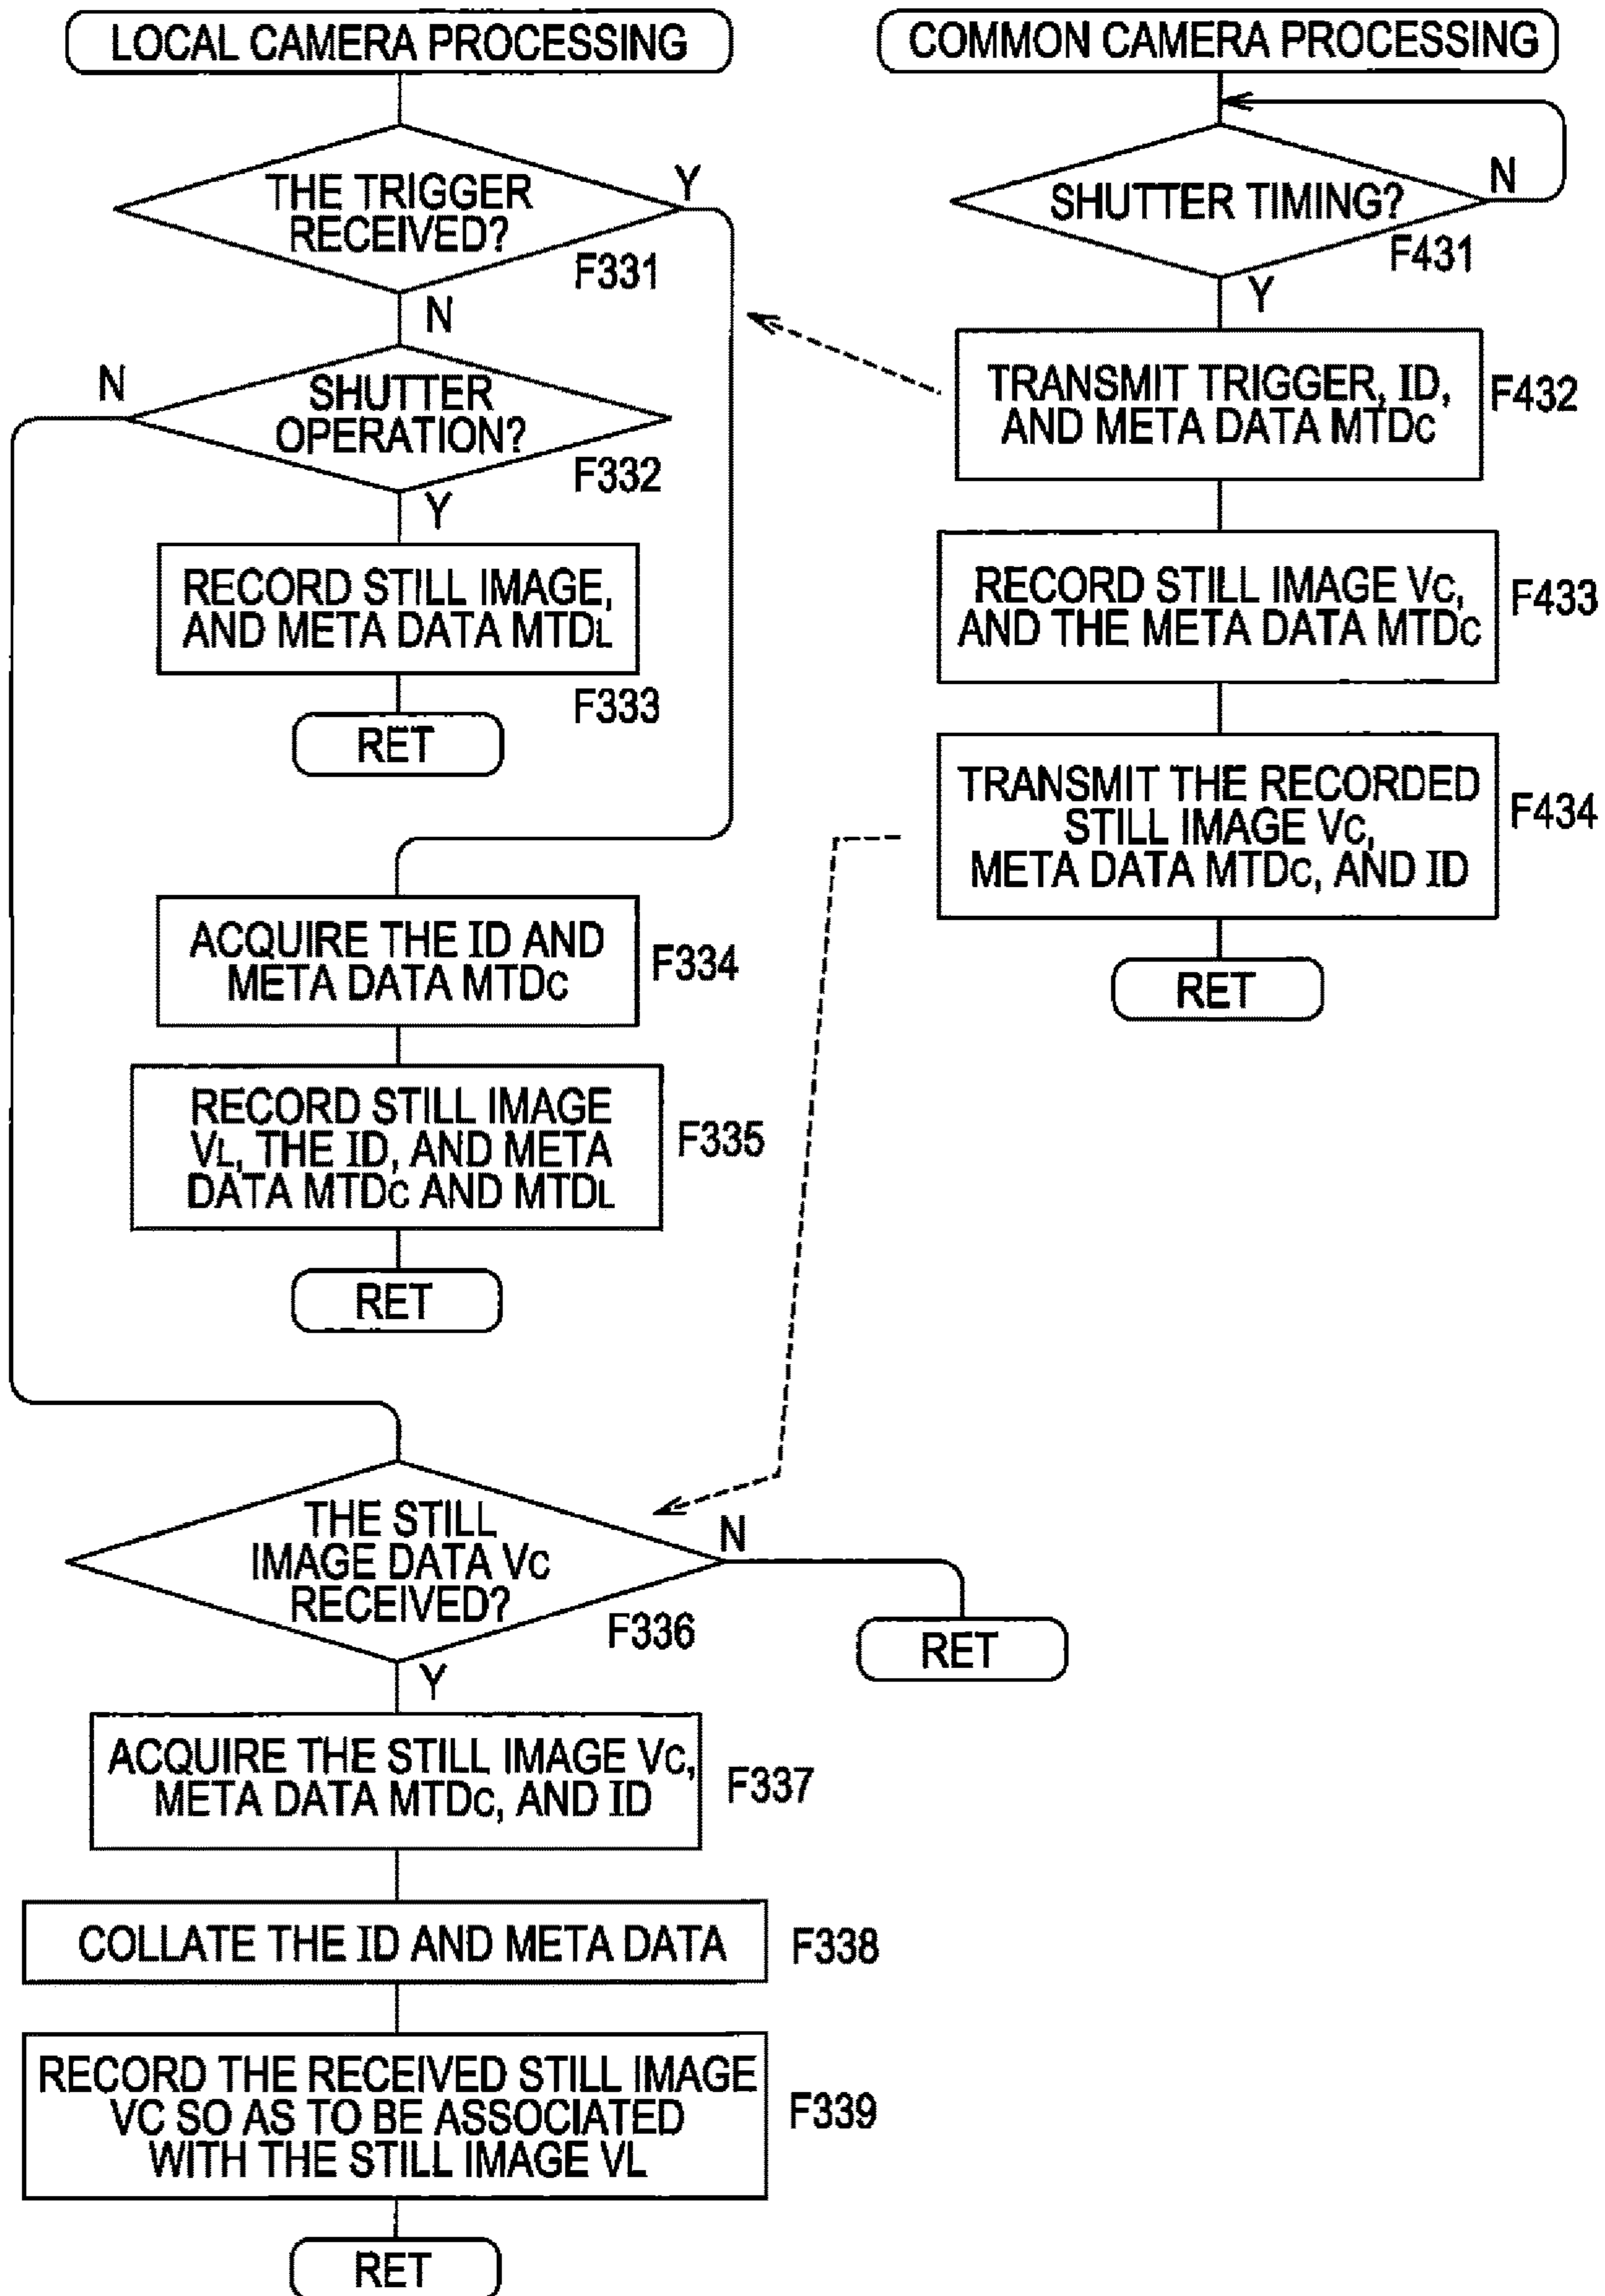 LOCAL CAMERA PROCESSING
THE TRIGGER
RECEIVED?
Y
F331
N
N
SHUTTER
OPERATION?
F332
Y
RECORD STILL IMAGE,
AND META DATA MTDL
F333
RET
ACQUIRE THE ID AND
META DATA MTDC
F334
RECORD STILL IMAGE
VL, THE ID, AND META
DATA MTDC AND MTDL
F335
RET
THE STILL
IMAGE DATA VC
RECEIVED?
N
F336
RET
Y
ACQUIRE THE STILL IMAGE VC,
META DATA MTDC, AND ID
F337
COLLATE THE ID AND META DATA
F338
RECORD THE RECEIVED STILL IMAGE
VC SO AS TO BE ASSOCIATED
WITH THE STILL IMAGE VL
F339
RET
COMMON CAMERA PROCESSING
SHUTTER TIMING?
N
F431
Y
TRANSMIT TRIGGER, ID,
AND META DATA MTDC
F432
RECORD STILL IMAGE VC,
AND THE META DATA MTDC
F433
TRANSMIT THE RECORDED
STILL IMAGE VC,
META DATA MTDC, AND ID
F434
RET